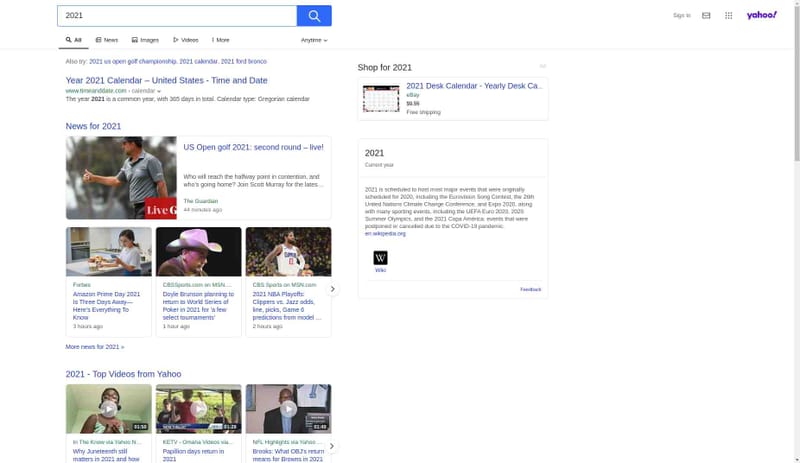 2021
Sign In
yahoo!
All
News
Images
Videos
More
Anytime
Also try: 2021 us open golf championship, 2021 calendar, 2021 ford bronco
Year 2021 Calendar – United States - Time and Date
www.timeanddate.com › calendar
The year 2021 is a common year, with 365 days in total. Calendar type: Gregorian calendar
News for 2021
US Open golf 2021: second round – live!
Who will reach the halfway point in contention, and
who's going home? Join Scott Murray for the lates…
The Guardian
44 minutes ago
Live G
Forbes
Amazon Prime Day 2021
Is Three Days Away—
Here's Everything To
Know
3 hours ago
CBSSports.com on MSN....
Doyle Brunson planning to
return to World Series of
Poker in 2021 for 'a few
select tournaments'
1 hour ago
CBS Sports on MSN.com
2021 NBA Playoffs:
Clippers vs. Jazz odds,
line, picks, Game 6
predictions from model ...
2 hours ago
More news for 2021 »
2021 - Top Videos from Yahoo
01:50
In The Know via Yahoo N...
Why Juneteenth still
matters in 2021 and how
01:29
KETV - Omaha Videos via...
Papillion days return in
2021
01:49
NFL Highlights via Yahoo ...
Brooks: What OBJ's return
means for Browns in 2021
Shop for 2021
Ad
2021 Desk Calendar - Yearly Desk Ca...
eBay
Free shipping
2021
Current year
2021 is scheduled to host most major events that were originally
scheduled for 2020, including the Eurovision Song Contest, the 26th
United Nations Climate Change Conference, and Expo 2020, along
with many sporting events, including the UEFA Euro 2020, 2020
Summer Olympics, and the 2021 Copa América, events that were
postponed or canceled due to the COVID-19 pandemic.
en.wikipedia.org
W
Wiki
Feedback